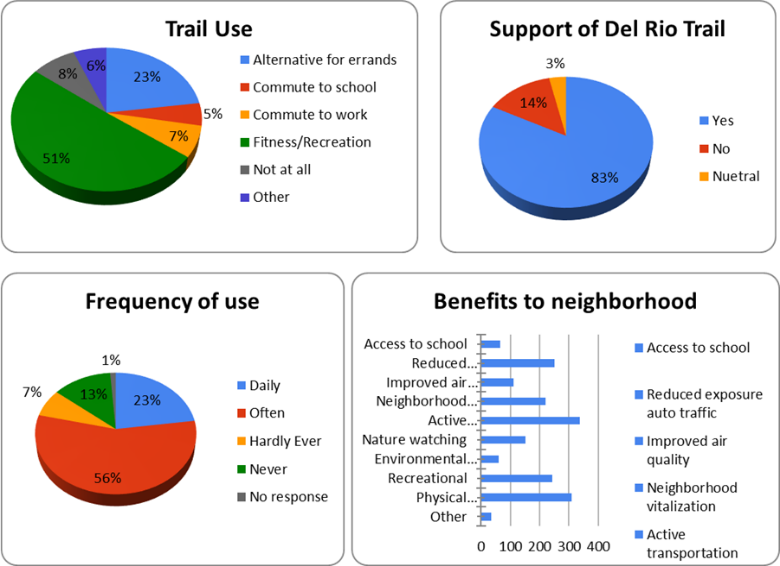 Trail Use
23%
5%
7%
51%
8%
6%
Alternative for errands
Commute to school
Commute to work
Fitness/Recreation
Not at all
Other
Support of Del Rio Trail
3%
14%
83%
Yes
No
Nuetral
Frequency of use
1%
23%
56%
7%
13%
Daily
Often
Hardly Ever
Never
No response
Benefits to neighborhood
Access to school
Reduced...
Improved air...
Neighborhood...
Active...
Nature watching
Environmental...
Recreational
Physical...
Other
0 100 200 300 400
Access to school
Reduced exposure
auto traffic
Improved air
quality
Neighborhood
vitalization
Active
transportation